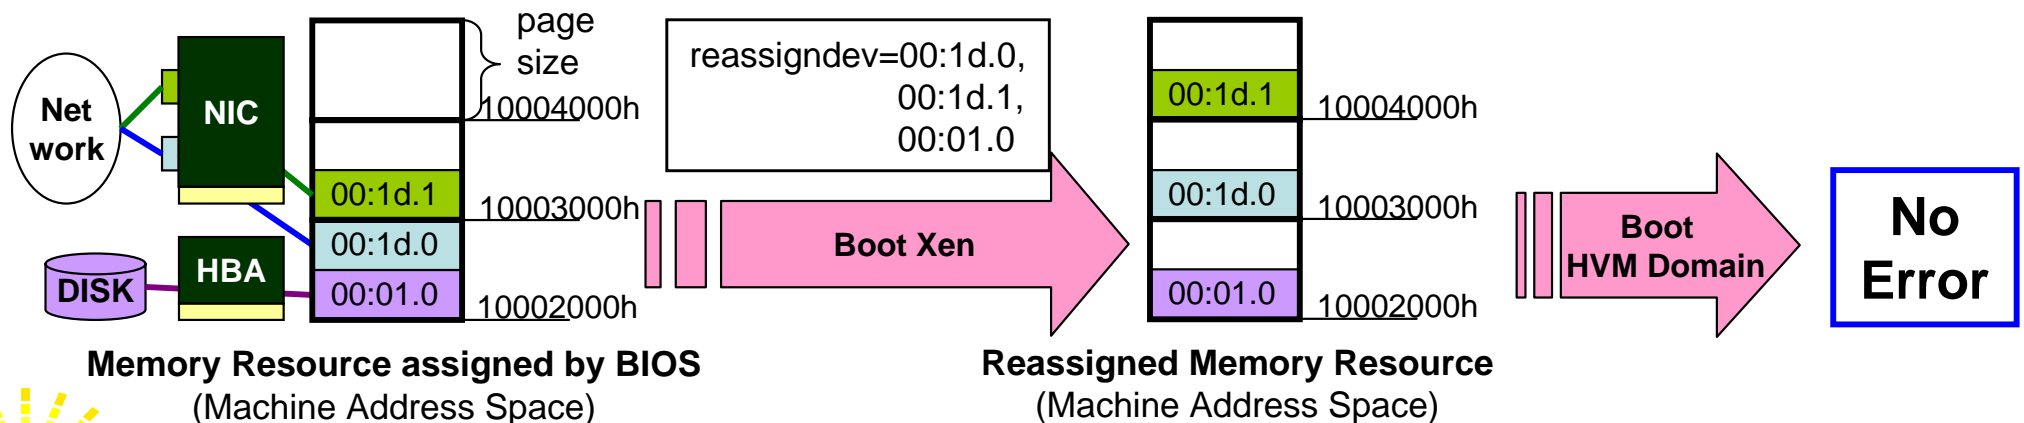 Net
work
NIC
DISK
HBA
page
size
10004000h
00:1d.1
10003000h
00:1d.0
00:01.0
10002000h
Memory Resource assigned by BIOS
(Machine Address Space)
reassigndev=00:1d.0,
00:1d.1,
00:01.0
Boot Xen
00:1d.1
10004000h
00:1d.0
10003000h
00:01.0
10002000h
Reassigned Memory Resource
(Machine Address Space)
Boot
HVM Domain
No
Error